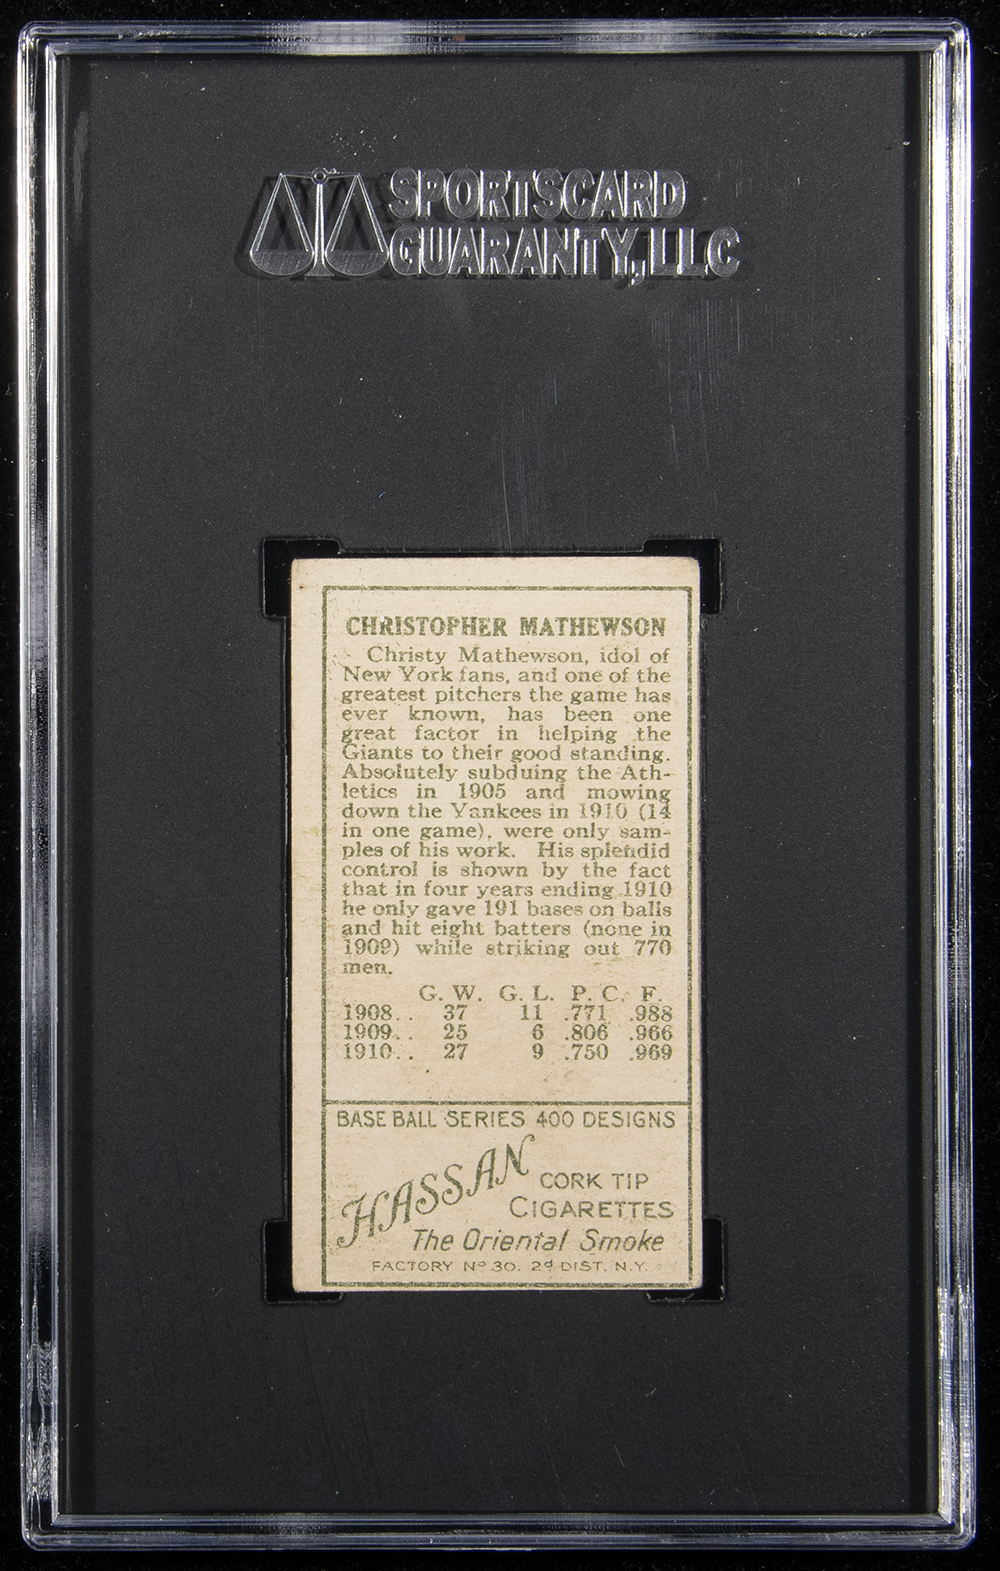 SPORTSCARD
GUARANTY, LLC
CHRISTOPHER MATHEWSON
Christy Mathewson, idol of
New York fans, and one of the
greatest pitchers the game has
ever known, has been one
great factor in helping the
Giants to their good standing.
Absolutely subduing the Ath-
letics in 1905 and mowing
down the Yankees in 1910 (14
in one game), were only sam-
ples of his work. His splendid
control is shown by the fact
that in four years ending 1910
he only gave 191 bases on balls
and hit eight batters (none in
1909) while striking out 770
men.
G. W. G. L. P. C. F.
1908.. 37 11 .771 .988
1909.. 25 6 .806 .966
1910.. 27 9 .750 .969
BASE BALL SERIES 400 DESIGNS
HASSAN CORK TIP
CIGARETTES
The Oriental Smoke
FACTORY Nº 30. 2d DIST. N.Y.